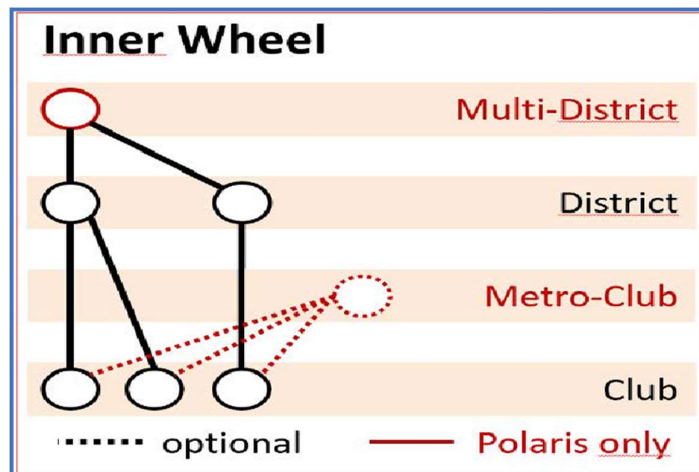 Inner Wheel
Multi-District
District
Metro-Club
Club
optional
Polaris only